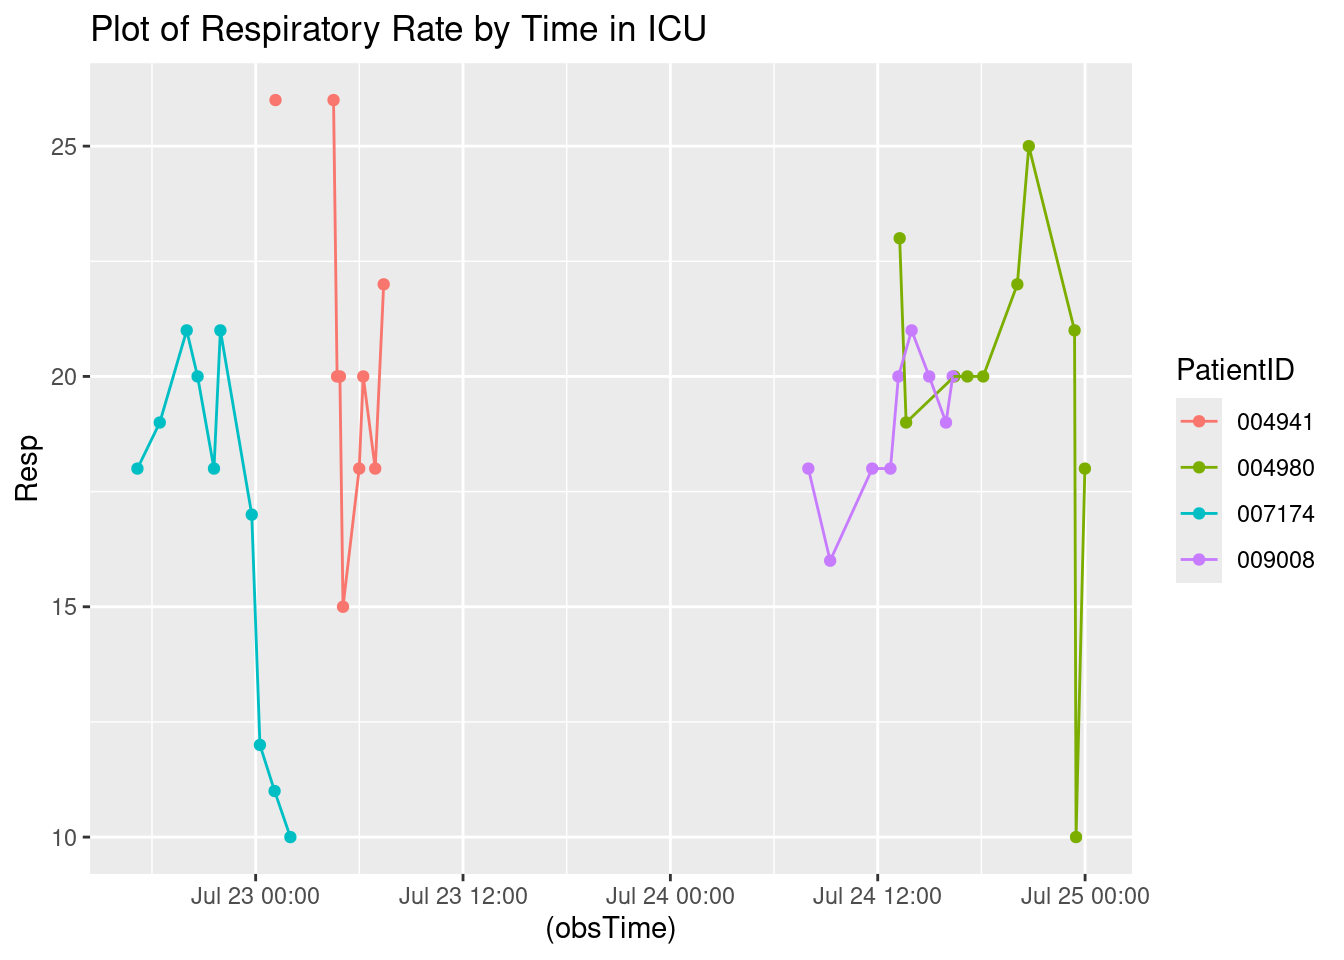 Plot of Respiratory Rate by Time in ICU
25
20
15
10
Resp
Jul 23 00:00 Jul 23 12:00 Jul 24 00:00 Jul 24 12:00 Jul 25 00:00
(obsTime)
PatientID
004941
004980
007174
009008